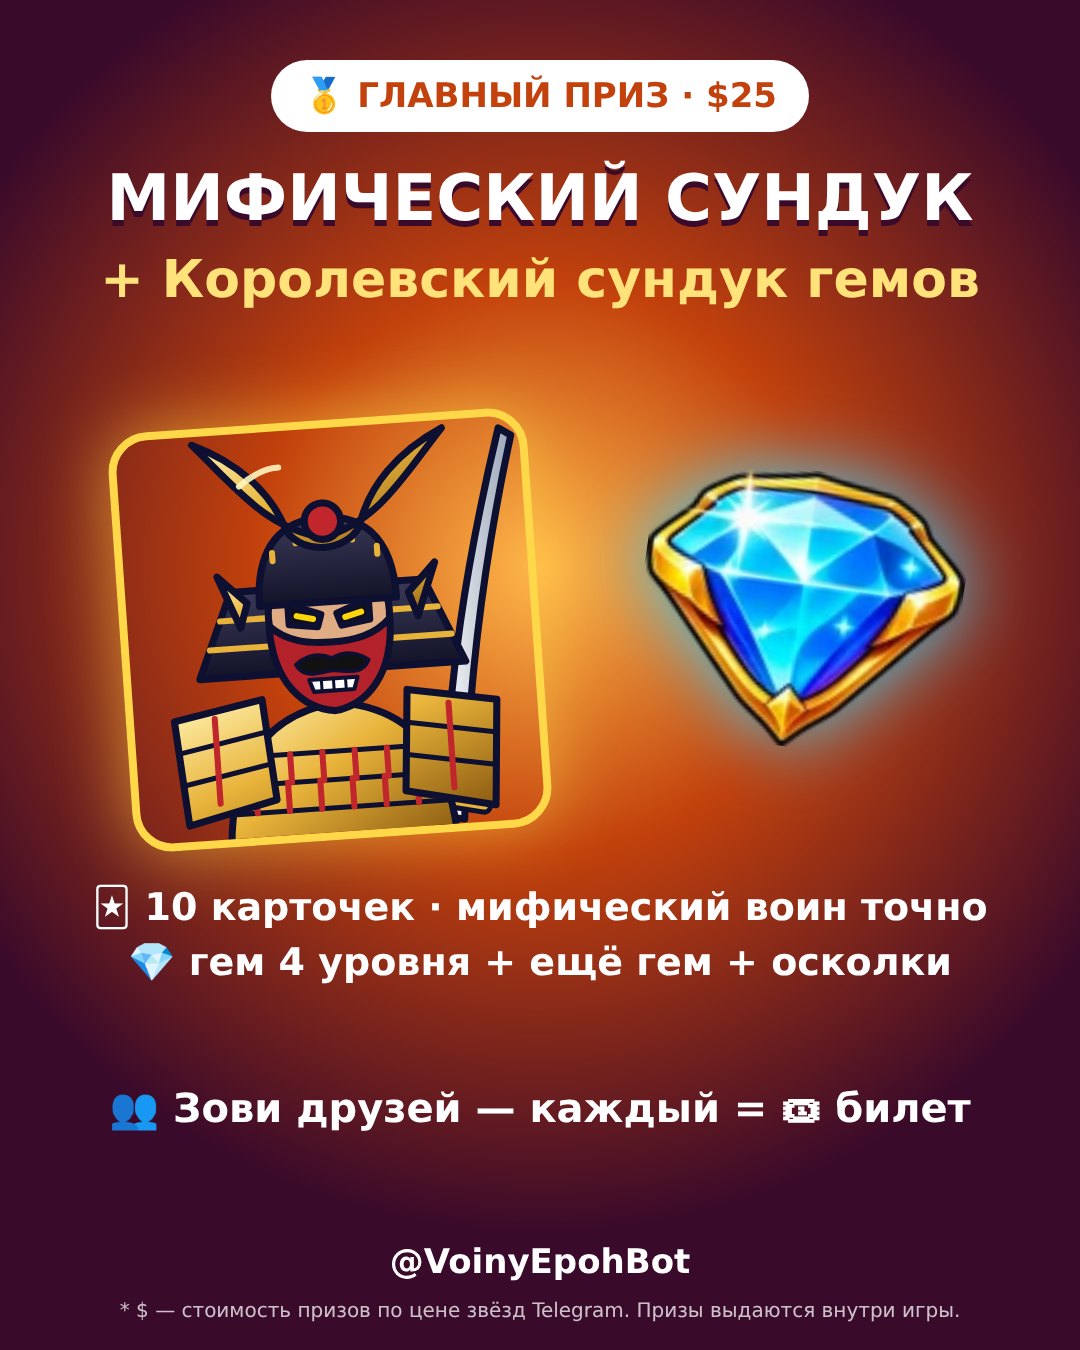 🥇 ГЛАВНЫЙ ПРИЗ · $25
МИФИЧЕСКИЙ СУНДУК
+ Королевский сундук гемов
🃏 10 карточек · мифический воин точно
💎 гем 4 уровня + ещё гем + осколки
👥 Зови друзей — каждый = 🎟 билет
@VoinyEpohBot
* $ — стоимость призов по цене звёзд Telegram. Призы выдаются внутри игры.